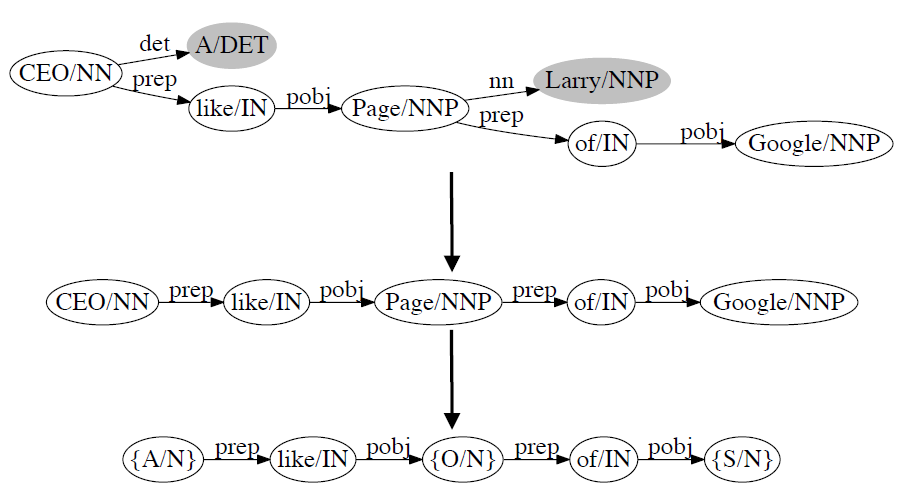 det A/DET
CEO/NN
prep
like/IN pobj Page/NNP nn Larry/NNP
prep
of/IN pobj Google/NNP
CEO/NN prep like/IN pobj Page/NNP prep of/IN pobj Google/NNP
{A/N} prep like/IN pobj {O/N} prep of/IN pobj {S/N}